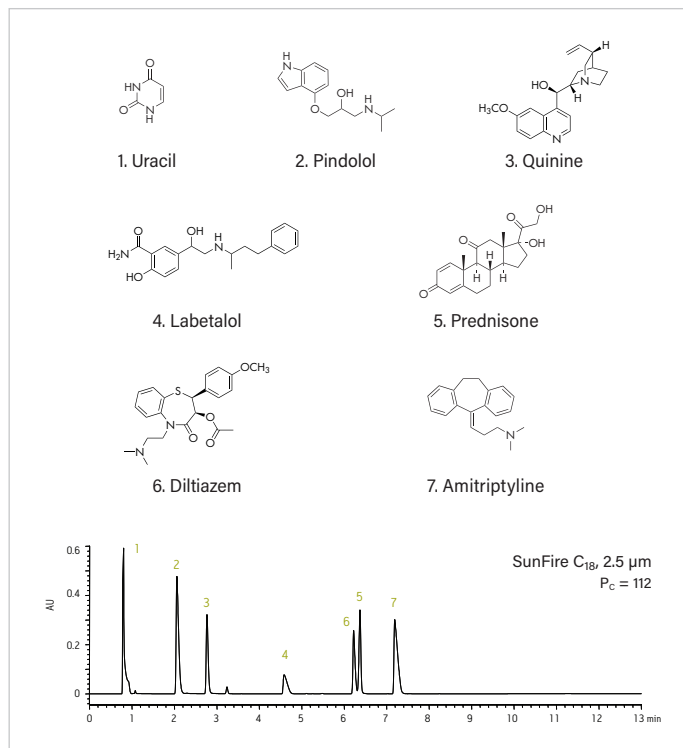 O
HN
O
N
H
1. Uracil
H
N
OH
H
N
O
2. Pindolol
H
HO
H
N
H₃CO
N
3. Quinine
O
H₂N
HO
OH
H
N
4. Labetalol
OH
O
O
OH
H
H
H
O
5. Prednisone
OCH₃
S
N
O
O
O
N
6. Diltiazem
N
7. Amitriptyline
SunFire C₁₈, 2.5 µm
P_C = 112
AU
0.6
0.4
0.2
0
1
2
3
4
5
6
7
0 1 2 3 4 5 6 7 8 9 10 11 12 13 min